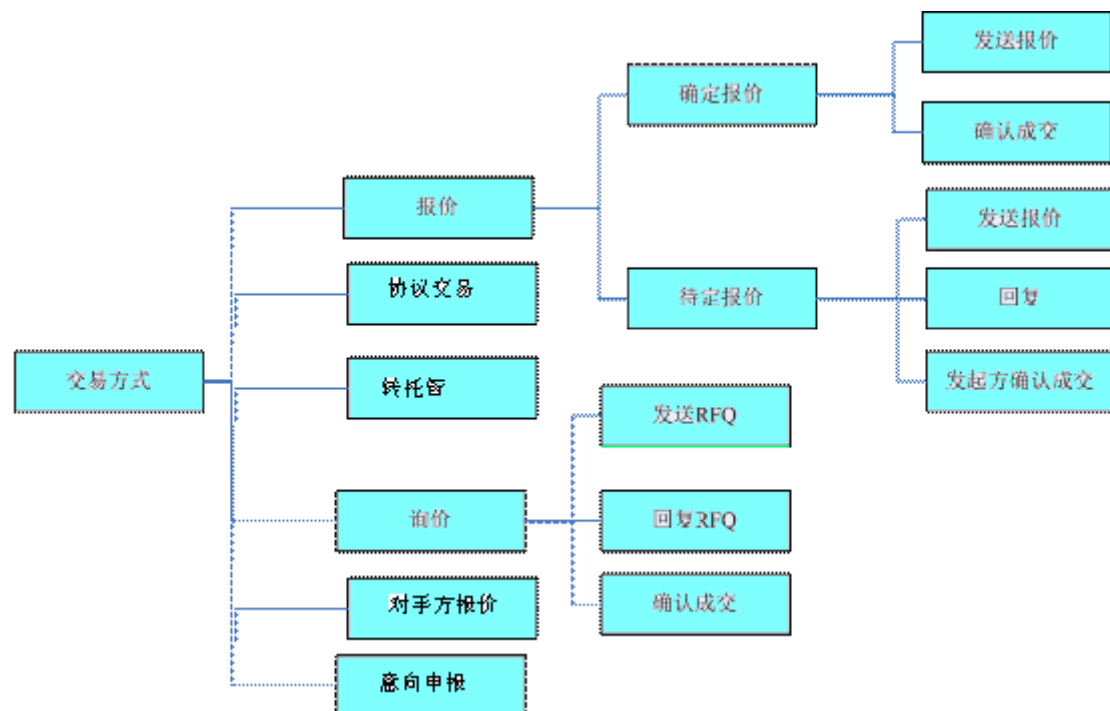 交易方式
报价
确定报价
发送报价
确认成交
待定报价
发送报价
回复
发起方确认成交
协议交易
转托管
询价
发送RFQ
回复RFQ
确认成交
对手方报价
意向申报